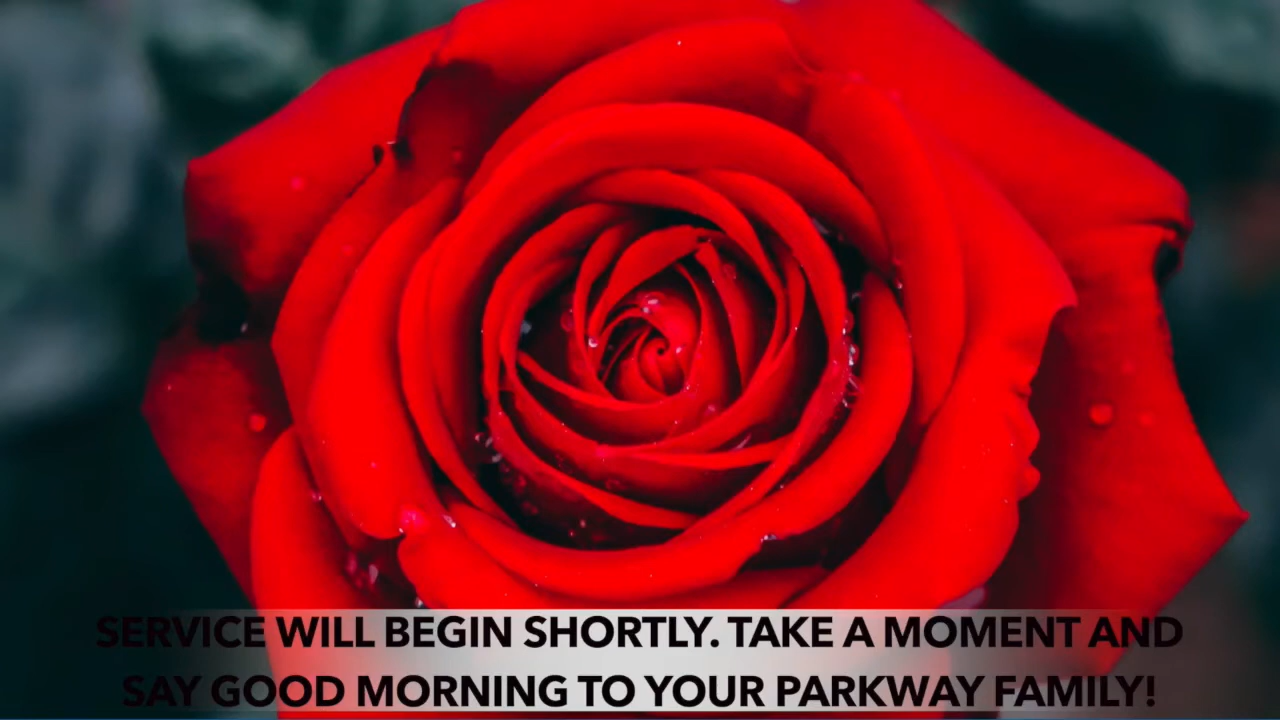 SERVICE WILL BEGIN SHORTLY. TAKE A MOMENT AND
SAY GOOD MORNING TO YOUR PARKWAY FAMILY!